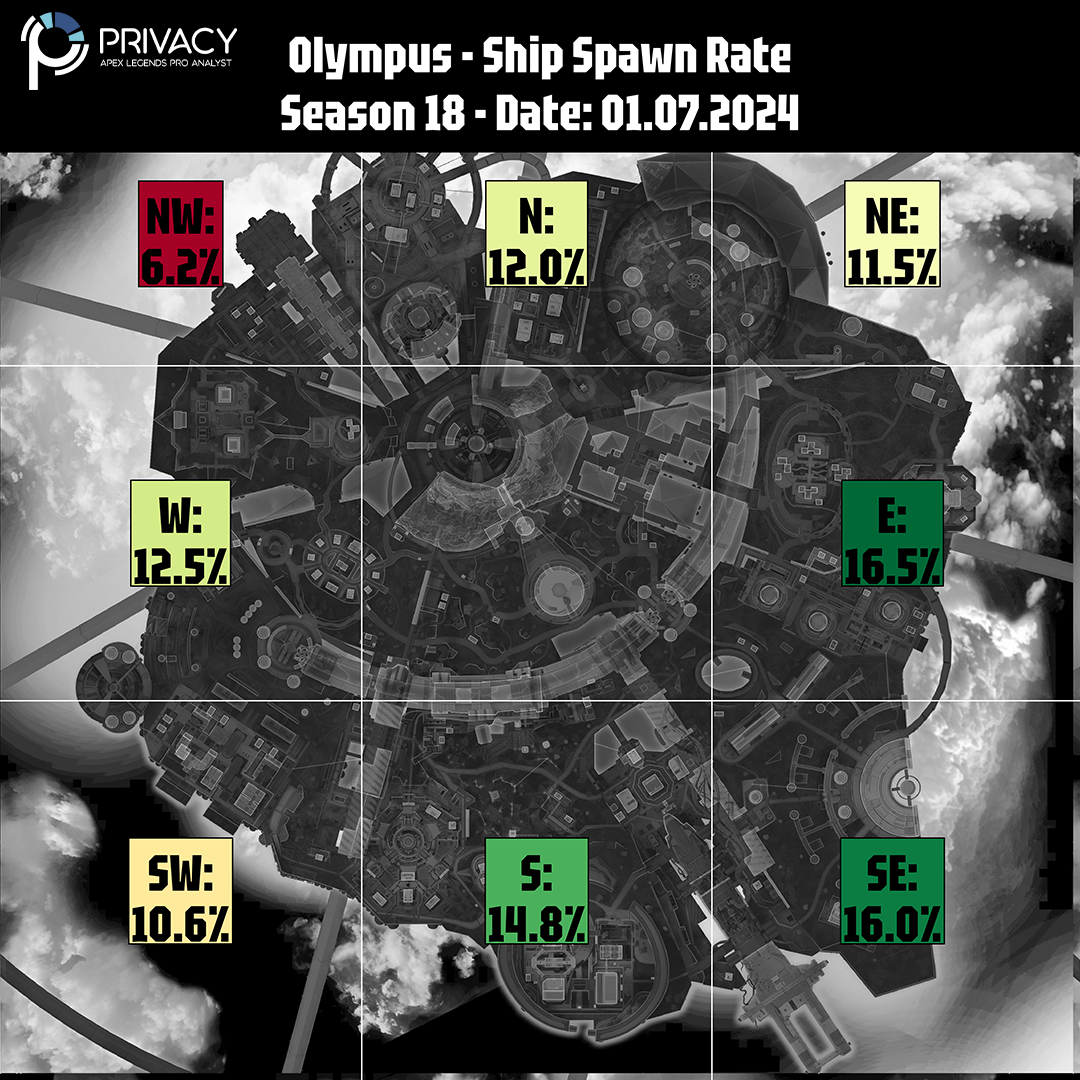 PRIVACY
APEX LEGENDS PRO ANALYST
Olympus - Ship Spawn Rate
Season 18 - Date: 01.07.2024
NW:
6.2%
N:
12.0%
NE:
11.5%
W:
12.5%
E:
16.5%
SW:
10.6%
S:
14.8%
SE:
16.0%